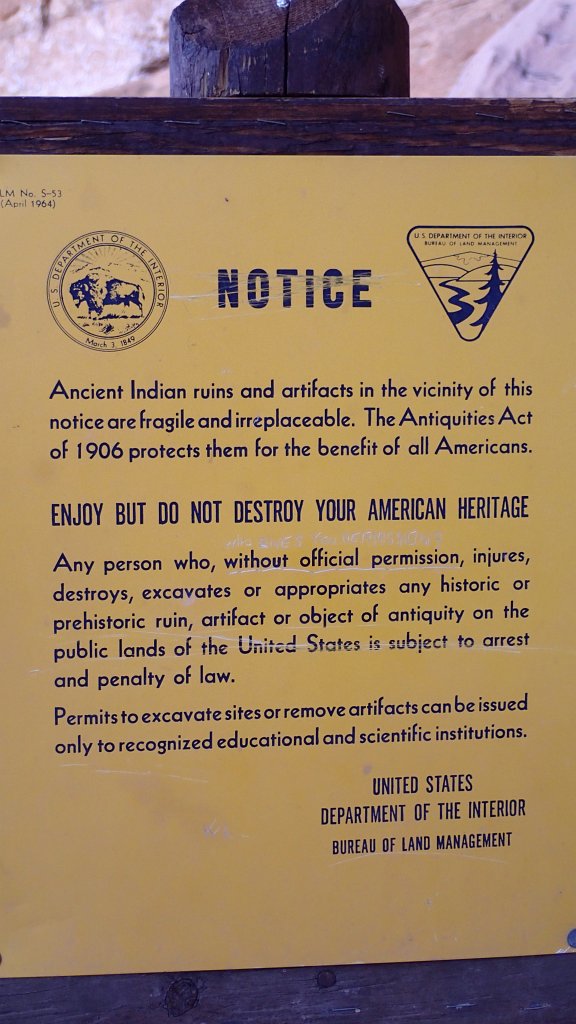 LM No. S-53
(April 1964)
U.S. DEPARTMENT OF THE INTERIOR
March 3, 1849
NOTICE
U.S. DEPARTMENT OF THE INTERIOR
BUREAU OF LAND MANAGEMENT
Ancient Indian ruins and artifacts in the vicinity of this
notice are fragile and irreplaceable. The Antiquities Act
of 1906 protects them for the benefit of all Americans.
ENJOY BUT DO NOT DESTROY YOUR AMERICAN HERITAGE
WHO GIVES YOU PERMISSION?
Any person who, without official permission, injures,
destroys, excavates or appropriates any historic or
prehistoric ruin, artifact or object of antiquity on the
public lands of the United States is subject to arrest
and penalty of law.
Permits to excavate sites or remove artifacts can be issued
only to recognized educational and scientific institutions.
UNITED STATES
DEPARTMENT OF THE INTERIOR
BUREAU OF LAND MANAGEMENT